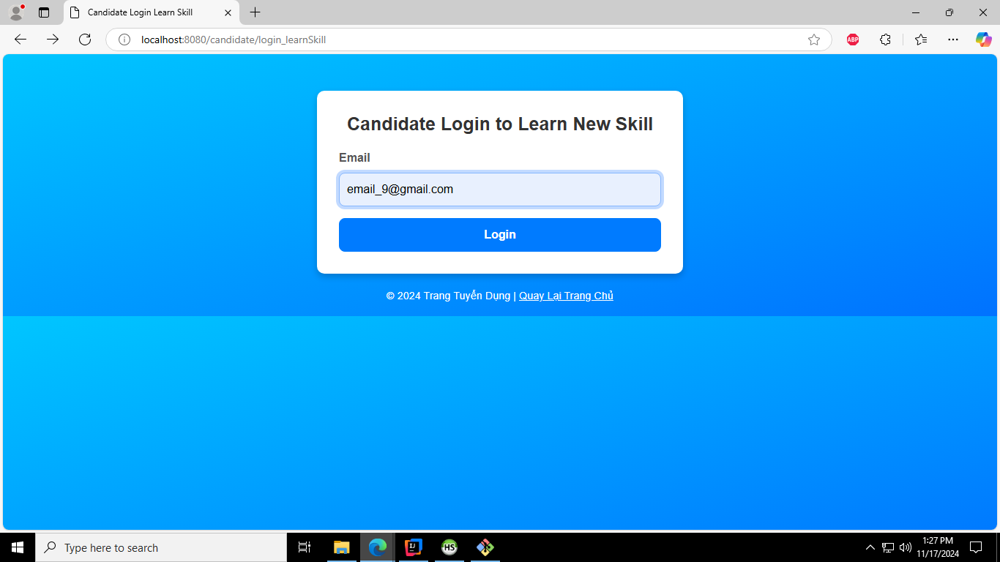 Candidate Login Learn Skill
localhost:8080/candidate/login_learnSkill
ABP
Candidate Login to Learn New Skill
Email
email_9@gmail.com
Login
© 2024 Trang Tuyển Dụng | Quay Lại Trang Chủ
Type here to search
IJ
HS
1:27 PM
11/17/2024